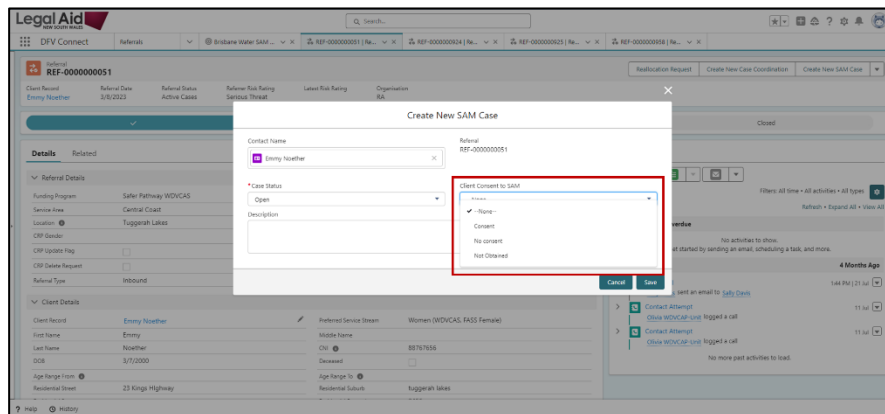 Legal Aid
NEW SOUTH WALES
Search...
DFV Connect
Referrals
Brisbane Water SAM ...
REF-0000000051 | Re...
REF-0000000924 | Re...
REF-0000000925 | Re...
REF-0000000958 | Re...
Referral
REF-0000000051
Reallocation Request
Create New Case Coordination
Create New SAM Case
Client Record
Referral Date
Referral Status
Referrer Risk Rating
Latest Risk Rating
Organisation
Emmy Noether
3/8/2023
Active Cases
Serious Threat
RA
Closed
Create New SAM Case
Contact Name
Emmy Noether
Referral
REF-0000000051
*Case Status
Open
Client Consent to SAM
--None--
--None--
Consent
No consent
Not Obtained
Description
Cancel
Save
Details
Related
Referral Details
Funding Program
Safer Pathway WDVCAS
Service Area
Central Coast
Location
Tuggerah Lakes
CRP Gender
CRP Update Flag
CRP Delete Request
Referral Type
Inbound
Client Details
Client Record
Emmy Noether
Preferred Service Stream
Women (WDVCAS, FASS Female)
First Name
Emmy
Middle Name
Last Name
Noether
CNI
88767656
DOB
3/7/2000
Deceased
Age Range From
Age Range To
Residential Street
23 Kings Highway
Residential Suburb
tuggerah lakes
Filters: All time • All activities • All types
Refresh • Expand All • View All
No activities to show.
Get started by sending an email, scheduling a task, and more.
4 Months Ago
1:44 PM | 21 Jul
sent an email to Sally Davis
Contact Attempt
11 Jul
Olivia WDVCAP-Unit logged a call
Contact Attempt
11 Jul
Olivia WDVCAP-Unit logged a call
No more past activities to load.
Help
History